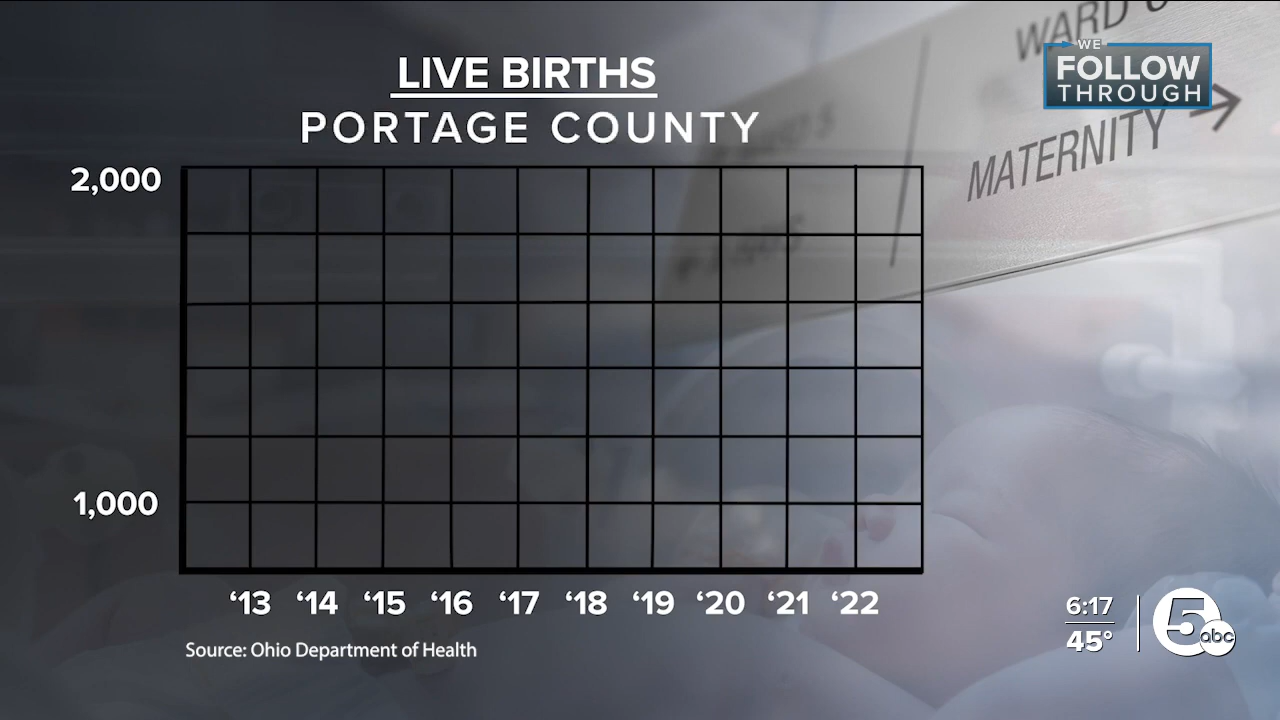 LIVE BIRTHS
PORTAGE COUNTY
WARD
WE
FOLLOW
THROUGH
MATERNITY
2,000
1,000
‘13 ‘14 ‘15 ‘16 ‘17 ‘18 ‘19 ‘20 ‘21 ‘22
Source: Ohio Department of Health
6:17
45°
5
abc